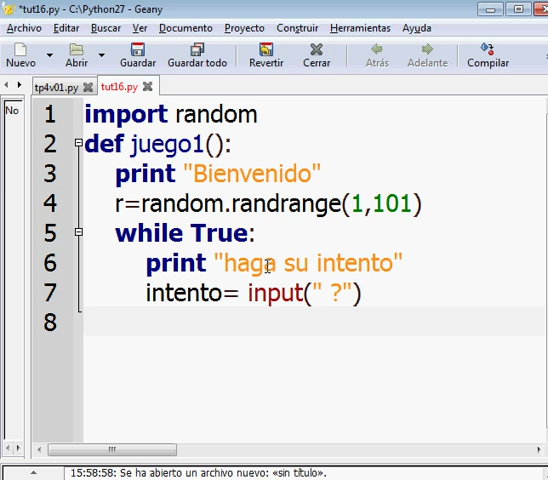 *tut16.py - C:\Python27 - Geany
Archivo Editar Buscar Ver Documento Proyecto Construir Herramientas Ayuda
Nuevo Abrir Guardar Guardar todo Revertir Cerrar Atrás Adelante Compilar
tp4v01.py tut16.py
No
1 import random
2 def juego1():
3 print "Bienvenido"
4 r=random.randrange(1,101)
5 while True:
6 print "haga su intento"
7 intento= input(" ?")
8
15:58:58: Se ha abierto un archivo nuevo: «sin título».